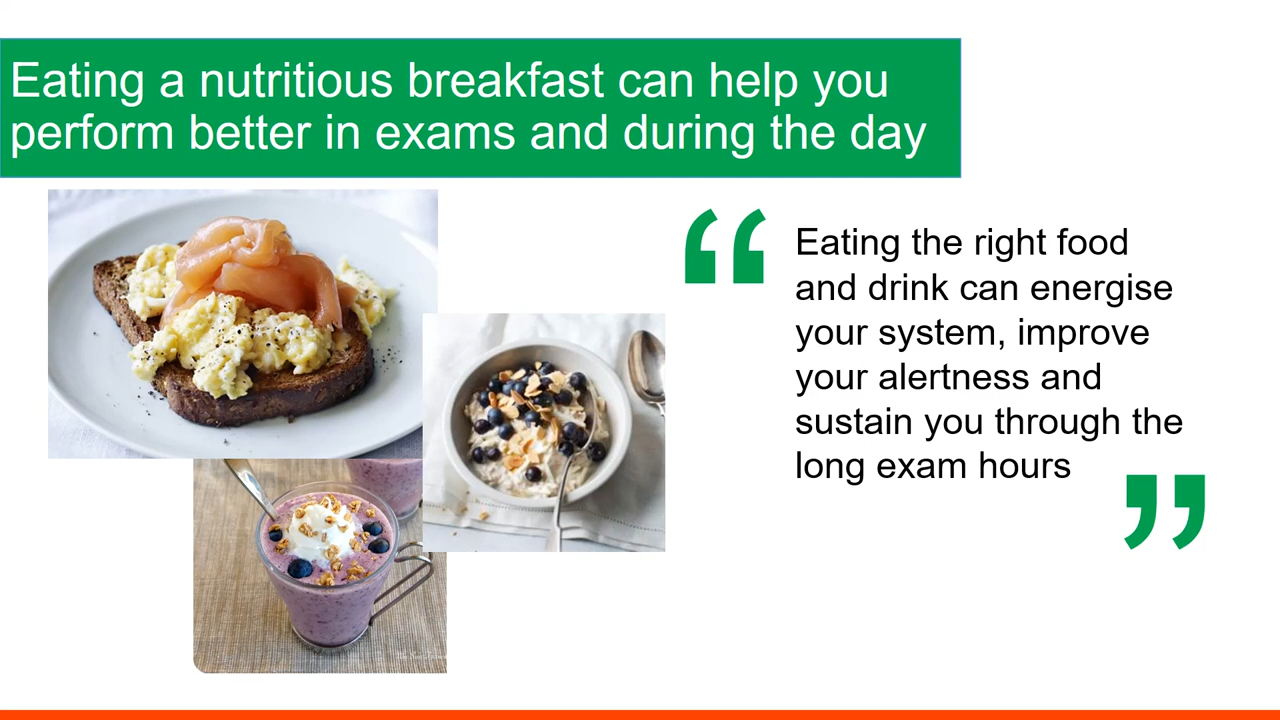 Eating a nutritious breakfast can help you
perform better in exams and during the day
“
Eating the right food
and drink can energise
your system, improve
your alertness and
sustain you through the
long exam hours
”